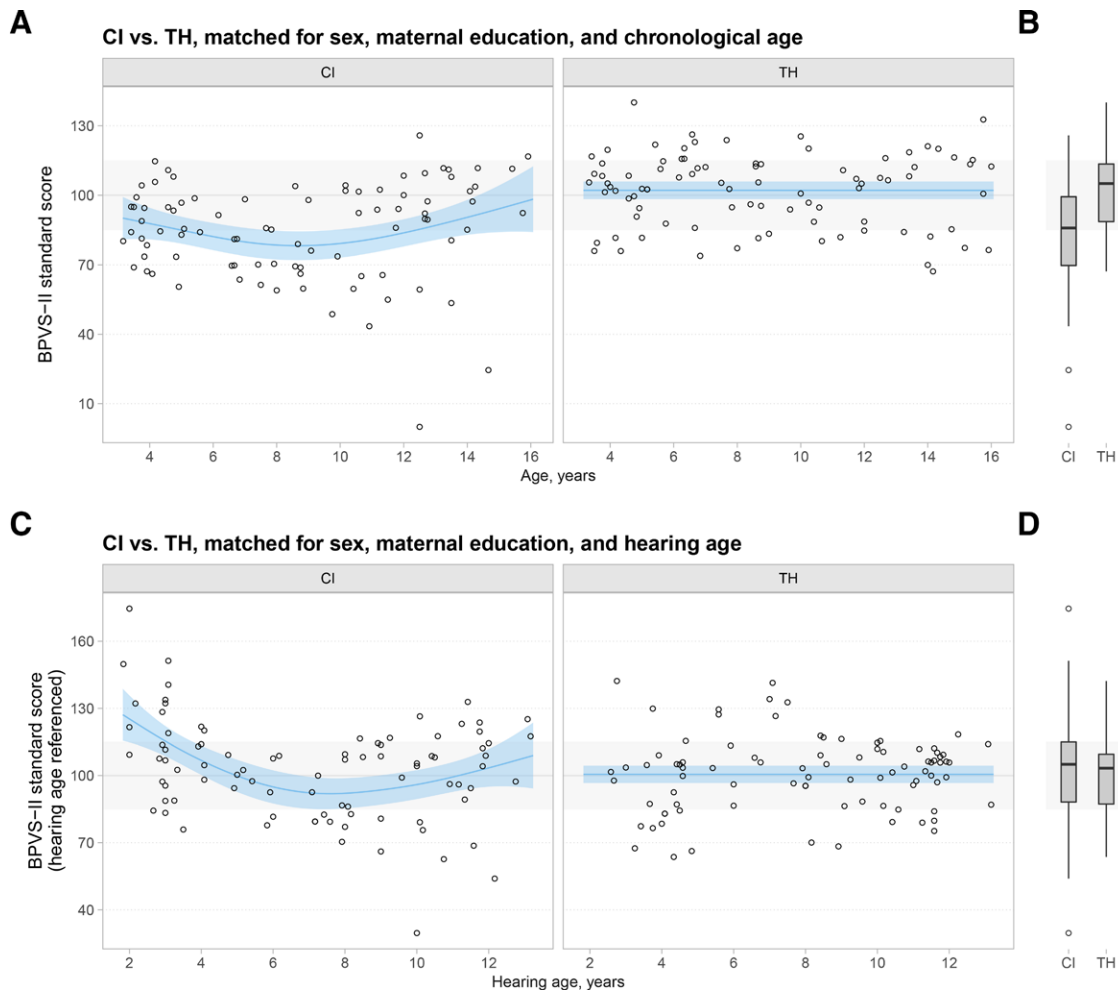 A
B
CI vs. TH, matched for sex, maternal education, and chronological age
CI
TH
BPVS−II standard score
130
100
70
40
10
4 6 8 10 12 14 16
4 6 8 10 12 14 16
CI TH
Age, years
C
D
CI vs. TH, matched for sex, maternal education, and hearing age
CI
TH
BPVS−II standard score
(hearing age referenced)
160
130
100
70
40
2 4 6 8 10 12
2 4 6 8 10 12
CI TH
Hearing age, years